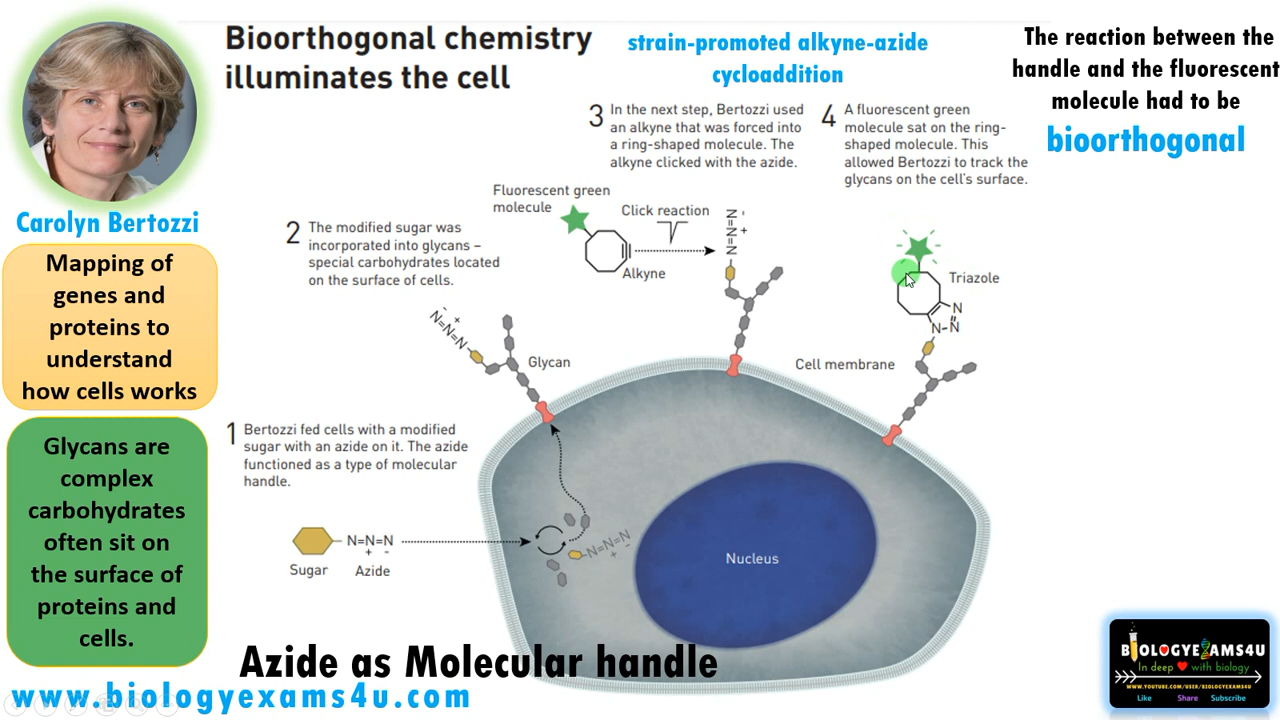 Bioorthogonal chemistry
illuminates the cell
strain-promoted alkyne-azide
cycloaddition
The reaction between the
handle and the fluorescent
molecule had to be
bioorthogonal
Carolyn Bertozzi
Mapping of
genes and
proteins to
understand
how cells works
Glycans are
complex
carbohydrates
often sit on
the surface of
proteins and
cells.
1 Bertozzi fed cells with a modified
sugar with an azide on it. The azide
functioned as a type of molecular
handle.
Sugar
N=N=N
+ -
Azide
N=N=N
+ -
2 The modified sugar was
incorporated into glycans –
special carbohydrates located
on the surface of cells.
N=N=N
- +
Glycan
3 In the next step, Bertozzi used
an alkyne that was forced into
a ring-shaped molecule. The
alkyne clicked with the azide.
Fluorescent green
molecule
Click reaction
Alkyne
N=N=N
+ -
4 A fluorescent green
molecule sat on the ring-
shaped molecule. This
allowed Bertozzi to track the
glycans on the cell's surface.
Triazole
N
N–N
Cell membrane
Nucleus
Azide as Molecular handle
www.biologyexams4u.com
BIOLOGYEXAMS4U
In deep with biology
WWW.YOUTUBE.COM/USER/BIOLOGYEXAMS4U
Like Share Subscribe